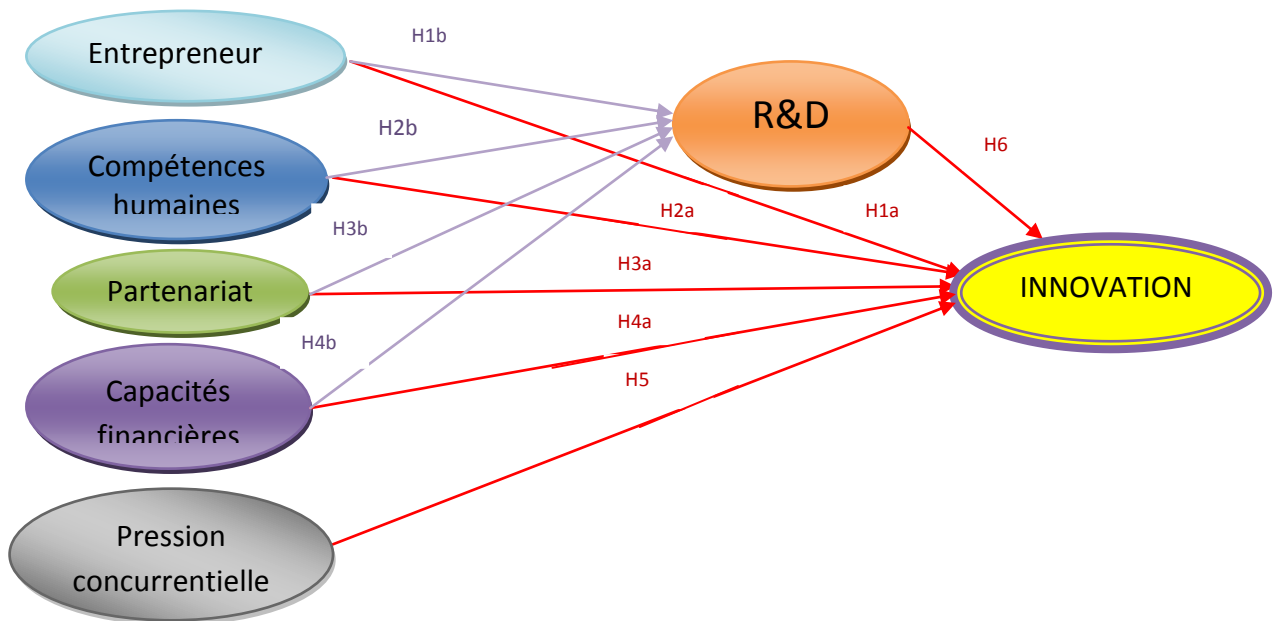 Entrepreneur
H1b
R&D
H2b
Compétences
humaines
H6
H2a
H1a
H3b
H3a
Partenariat
INNOVATION
H4a
H4b
H5
Capacités
financières
Pression
concurrentielle